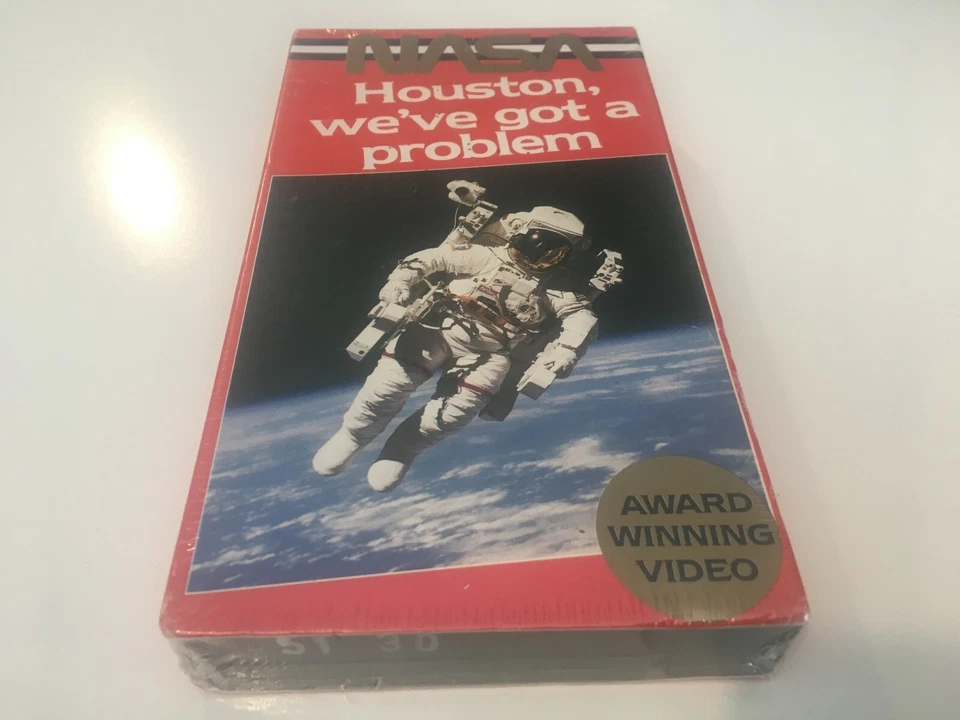 NASA
Houston,
we've got a
problem
AWARD
WINNING
VIDEO